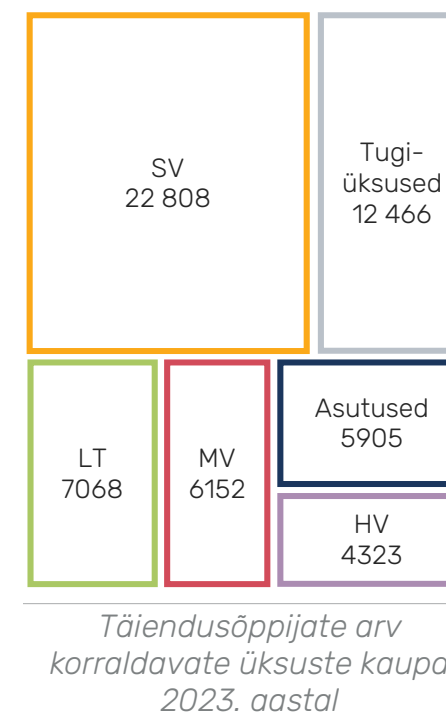 SV
22 808
Tugi-
üksused
12 466
LT
7068
MV
6152
Asutused
5905
HV
4323
Täiendusõppijate arv
korraldavate üksuste kaupa
2023. aastal